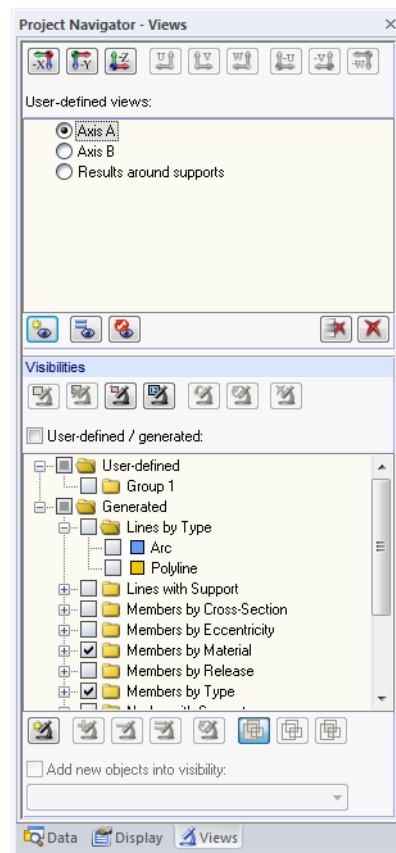 Project Navigator - Views
-X -Y -Z U V W -U -V -W
User-defined views:
Axis A
Axis B
Results around supports
Visibilities
User-defined / generated:
User-defined
Group 1
Generated
Lines by Type
Arc
Polyline
Lines with Support
Members by Cross-Section
Members by Eccentricity
Members by Material
Members by Release
Members by Type
Add new objects into visibility:
Data Display Views